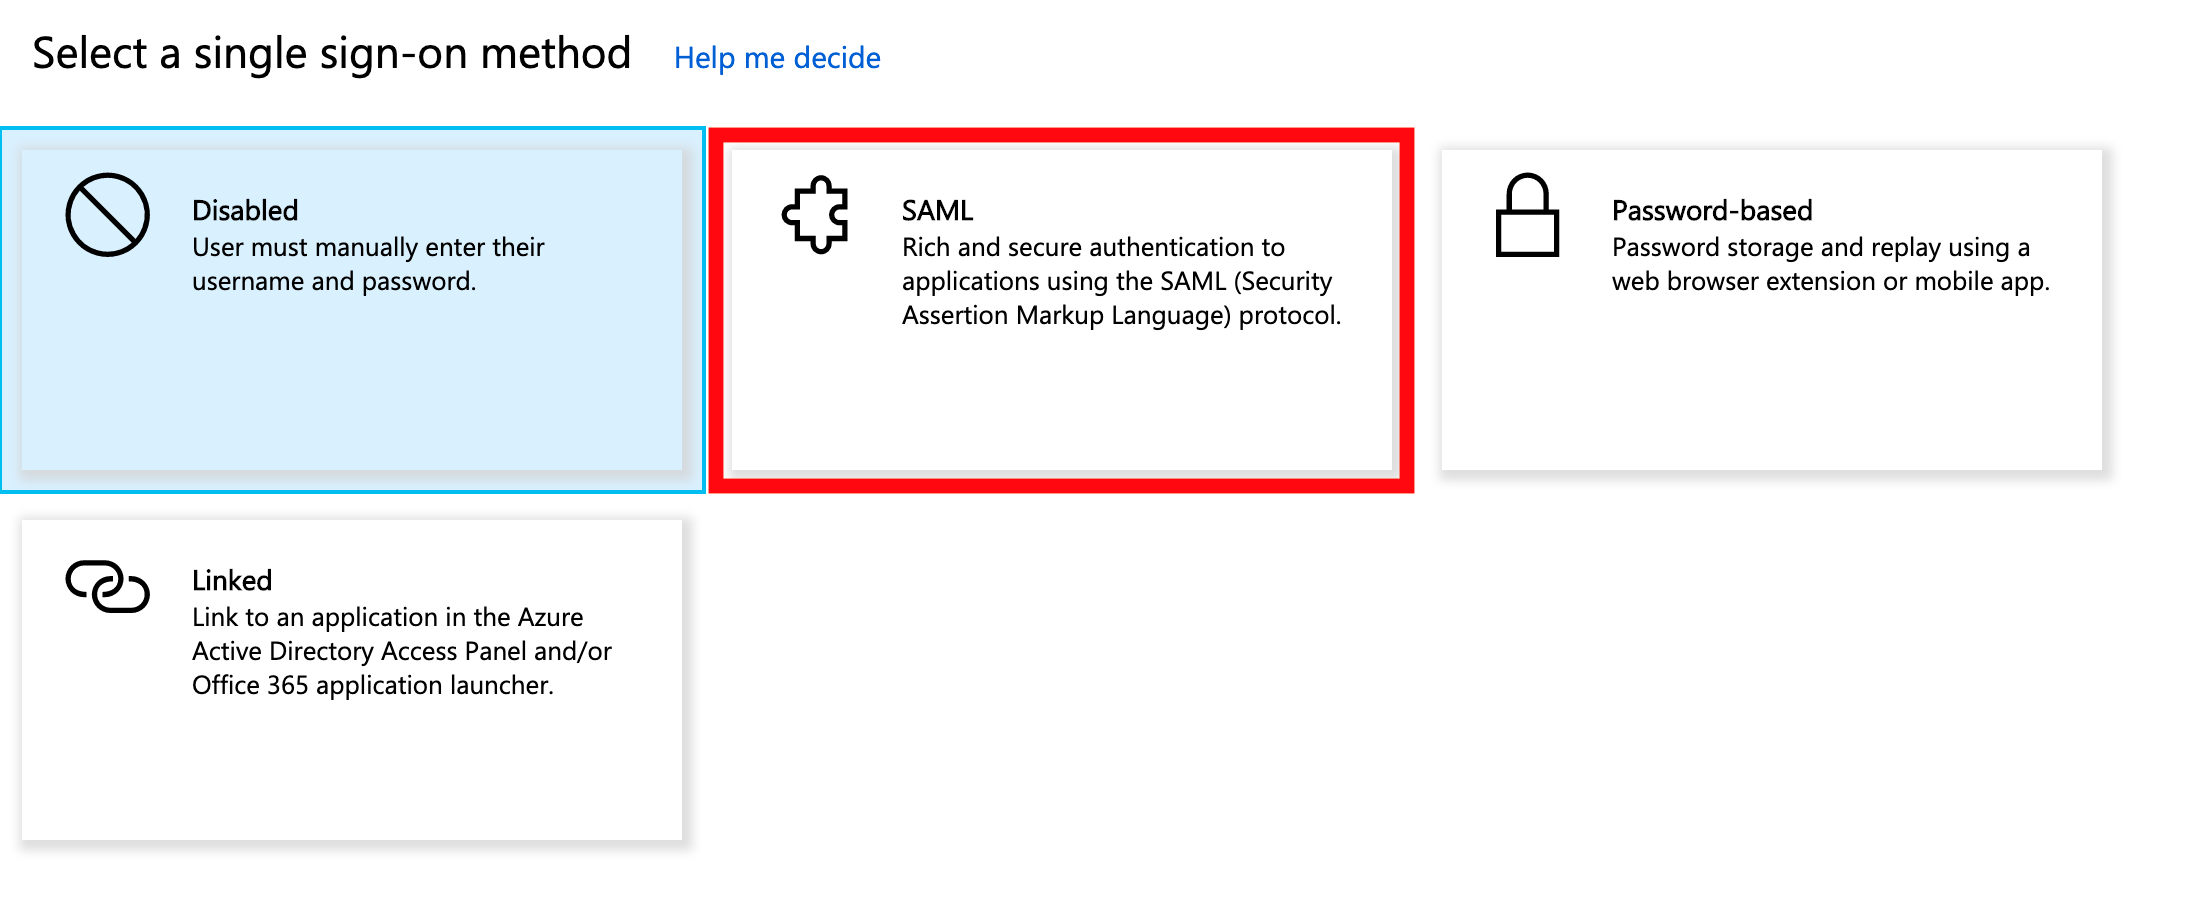 Select a single sign-on method Help me decide
Disabled
User must manually enter their
username and password.
SAML
Rich and secure authentication to
applications using the SAML (Security
Assertion Markup Language) protocol.
Password-based
Password storage and replay using a
web browser extension or mobile app.
Linked
Link to an application in the Azure
Active Directory Access Panel and/or
Office 365 application launcher.